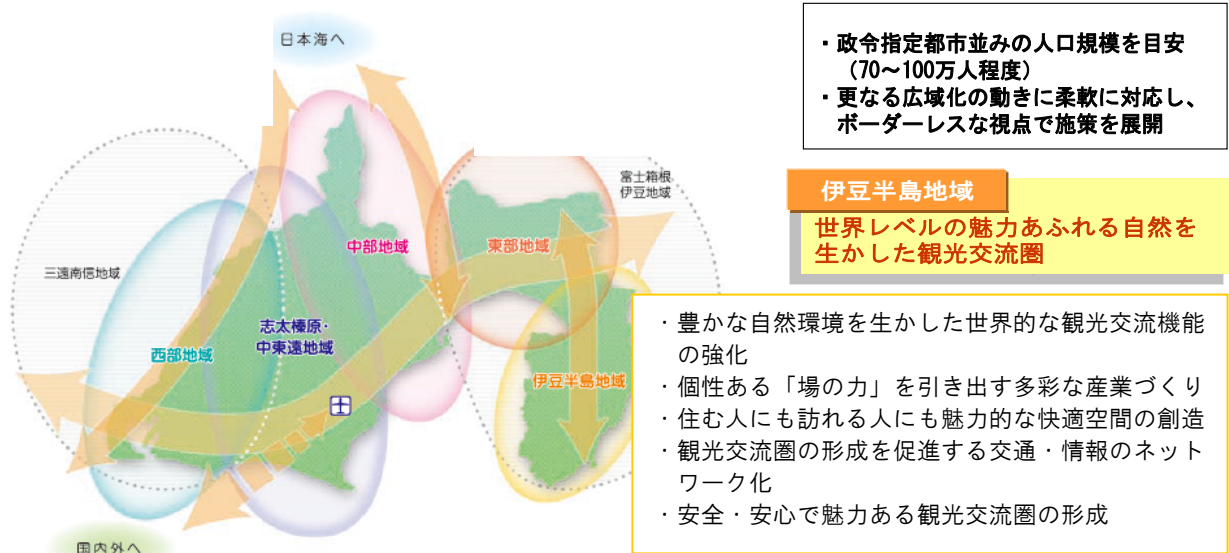 日本海へ
・政令指定都市並みの人口規模を目安
（70～100万人程度）
・更なる広域化の動きに柔軟に対応し、
ボーダーレスな視点で施策を展開
富士箱根
伊豆地域
伊豆半島地域
世界レベルの魅力あふれる自然を
生かした観光交流圏
中部地域
東部地域
三遠南信地域
志太榛原・
中東遠地域
西部地域
伊豆半島地域
・豊かな自然環境を生かした世界的な観光交流機能
の強化
・個性ある「場の力」を引き出す多彩な産業づくり
・住む人にも訪れる人にも魅力的な快適空間の創造
・観光交流圏の形成を促進する交通・情報のネット
ワーク化
・安全・安心で魅力ある観光交流圏の形成
国内外へ